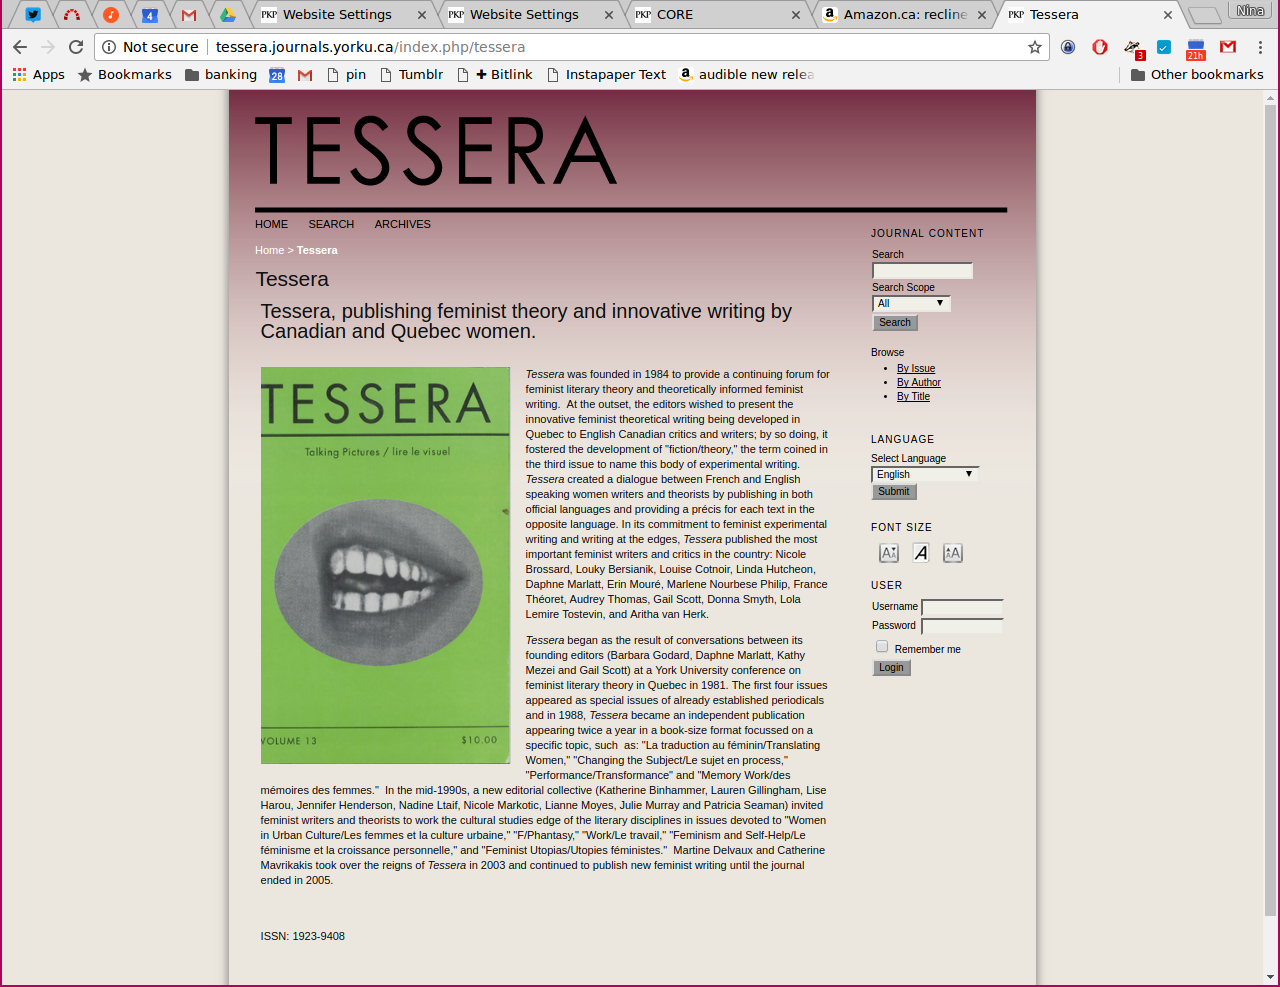 Website Settings
Website Settings
CORE
Amazon.ca: recline
Tessera
Nina
Not secure
tessera.journals.yorku.ca/index.php/tessera
3
21h
Apps
Bookmarks
banking
28
pin
Tumblr
+ Bitlink
Instapaper Text
audible new relea
Other bookmarks
TESSERA
HOME SEARCH ARCHIVES
Home > Tessera
Tessera
Tessera, publishing feminist theory and innovative writing by
Canadian and Quebec women.
TESSERA
Talking Pictures / lire le visuel
VOLUME 13 $10.00
Tessera was founded in 1984 to provide a continuing forum for
feminist literary theory and theoretically informed feminist
writing.  At the outset, the editors wished to present the
innovative feminist theoretical writing being developed in
Quebec to English Canadian critics and writers; by so doing, it
fostered the development of "fiction/theory," the term coined in
the third issue to name this body of experimental writing.
Tessera created a dialogue between French and English
speaking women writers and theorists by publishing in both
official languages and providing a précis for each text in the
opposite language. In its commitment to feminist experimental
writing and writing at the edges, Tessera published the most
important feminist writers and critics in the country: Nicole
Brossard, Louky Bersianik, Louise Cotnoir, Linda Hutcheon,
Daphne Marlatt, Erin Mouré, Marlene Nourbese Philip, France
Théoret, Audrey Thomas, Gail Scott, Donna Smyth, Lola
Lemire Tostevin, and Aritha van Herk.
Tessera began as the result of conversations between its
founding editors (Barbara Godard, Daphne Marlatt, Kathy
Mezei and Gail Scott) at a York University conference on
feminist literary theory in Quebec in 1981. The first four issues
appeared as special issues of already established periodicals
and in 1988, Tessera became an independent publication
appearing twice a year in a book-size format focussed on a
specific topic, such  as: "La traduction au féminin/Translating
Women," "Changing the Subject/Le sujet en process,"
"Performance/Transformance" and "Memory Work/des
mémoires des femmes."  In the mid-1990s, a new editorial collective (Katherine Binhammer, Lauren Gillingham, Lise
Harou, Jennifer Henderson, Nadine Ltaif, Nicole Markotic, Lianne Moyes, Julie Murray and Patricia Seaman) invited
feminist writers and theorists to work the cultural studies edge of the literary disciplines in issues devoted to "Women
in Urban Culture/Les femmes et la culture urbaine," "F/Phantasy," "Work/Le travail," "Feminism and Self-Help/Le
féminisme et la croissance personnelle," and "Feminist Utopias/Utopies féministes."  Martine Delvaux and Catherine
Mavrikakis took over the reigns of Tessera in 2003 and continued to publish new feminist writing until the journal
ended in 2005.
ISSN: 1923-9408
JOURNAL CONTENT
Search
Search Scope
All
Search
Browse
By Issue
By Author
By Title
LANGUAGE
Select Language
English
Submit
FONT SIZE
USER
Username
Password
Remember me
Login